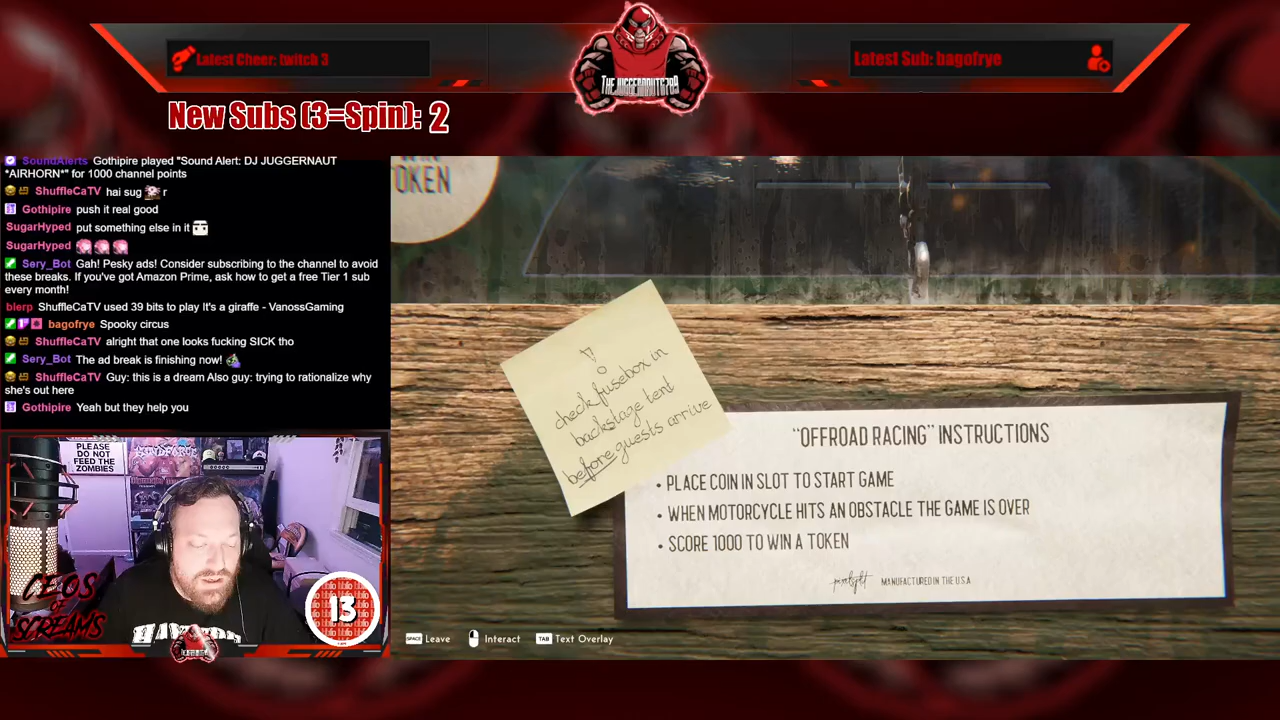 Latest Cheer: twitch 3
THEJUGGERNAUT6789
Latest Sub: bagofrye
New Subs (3=Spin): 2
SoundAlerts Gothipire played "Sound Alert: DJ JUGGERNAUT
*AIRHORN*" for 1000 channel points
ShuffleCaTV hai sug r
Gothipire push it real good
SugarHyped put something else in it
SugarHyped
Sery_Bot Gah! Pesky ads! Consider subscribing to the channel to avoid
these breaks. If you've got Amazon Prime, ask how to get a free Tier 1 sub
every month!
blerp ShuffleCaTV used 39 bits to play It's a giraffe - VanossGaming
bagofrye Spooky circus
ShuffleCaTV alright that one looks fucking SICK tho
Sery_Bot The ad break is finishing now!
ShuffleCaTV Guy: this is a dream Also guy: trying to rationalize why
she's out here
Gothipire Yeah but they help you
PLEASE
DO NOT
FEED THE
ZOMBIES
CEOS
OF
SCREAMS
13
WIN
TOKEN
check fusebox in
backstage tent
before guests arrive
"OFFROAD RACING" INSTRUCTIONS
• PLACE COIN IN SLOT TO START GAME
• WHEN MOTORCYCLE HITS AN OBSTACLE THE GAME IS OVER
• SCORE 1000 TO WIN A TOKEN
MANUFACTURED IN THE U.S.A
SPACE Leave Interact TAB Text Overlay